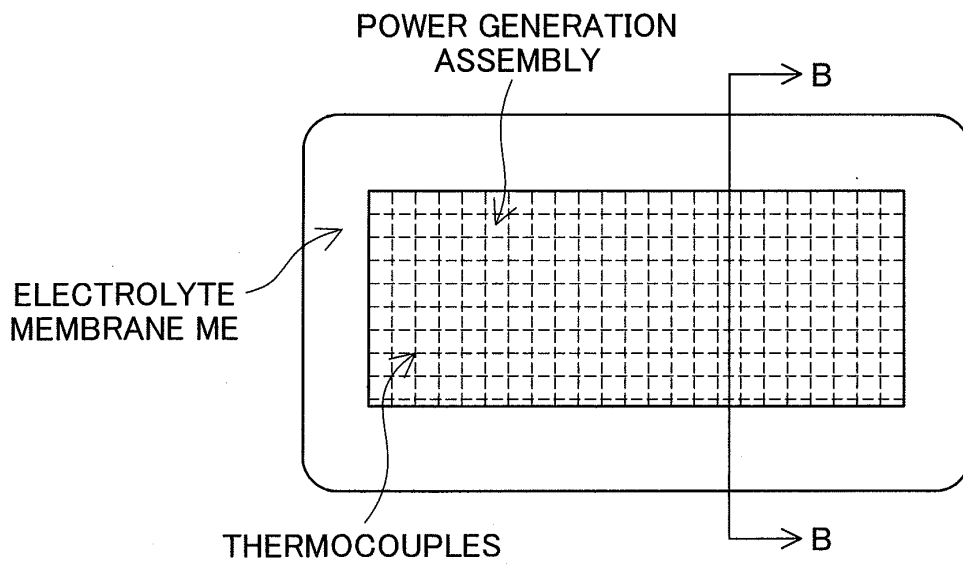 POWER GENERATION
ASSEMBLY
B
ELECTROLYTE
MEMBRANE ME
THERMOCOUPLES
B